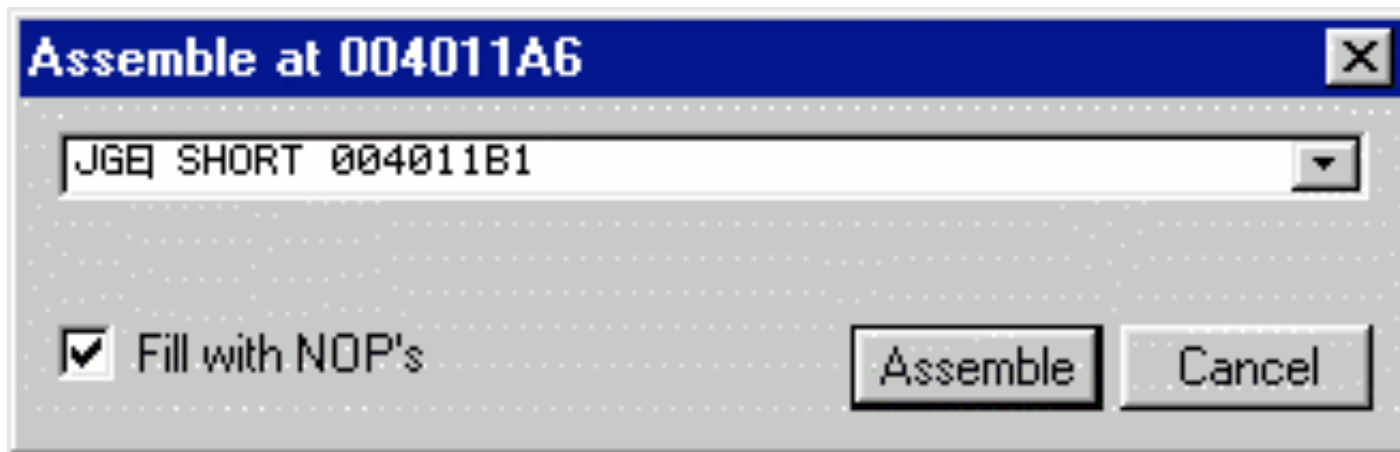 Assemble at 004011A6
JGE SHORT 004011B1
Fill with NOP's
Assemble
Cancel